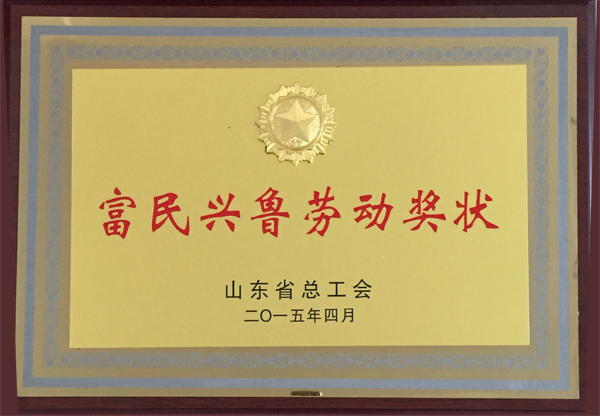 富民兴鲁劳动奖状
山东省总工会
二〇一五年四月